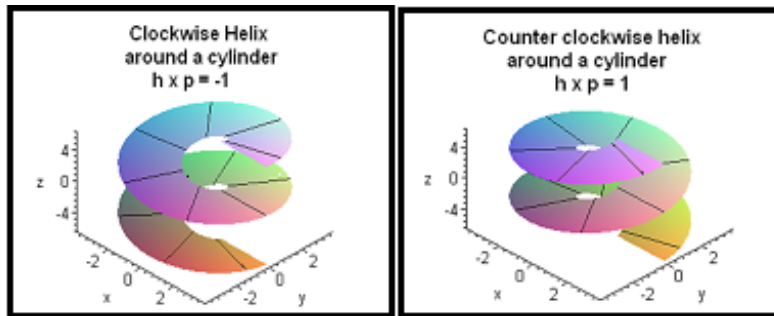 Clockwise Helix
around a cylinder
h x p = -1
4
z 0
-4
-2
0
2
x
-2
0
2
y
Counter clockwise helix
around a cylinder
h x p = 1
4
z 0
-4
-2
0
2
x
-2
0
2
y